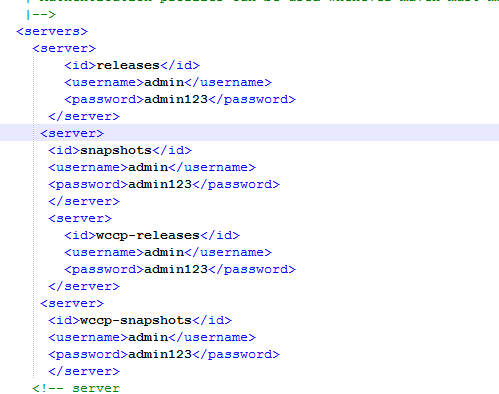 |-->
<servers>
<server>
<id>releases</id>
<username>admin</username>
<password>admin123</password>
</server>
<server>
<id>snapshots</id>
<username>admin</username>
<password>admin123</password>
</server>
<server>
<id>wccp-releases</id>
<username>admin</username>
<password>admin123</password>
</server>
<server>
<id>wccp-snapshots</id>
<username>admin</username>
<password>admin123</password>
</server>
<!-- server